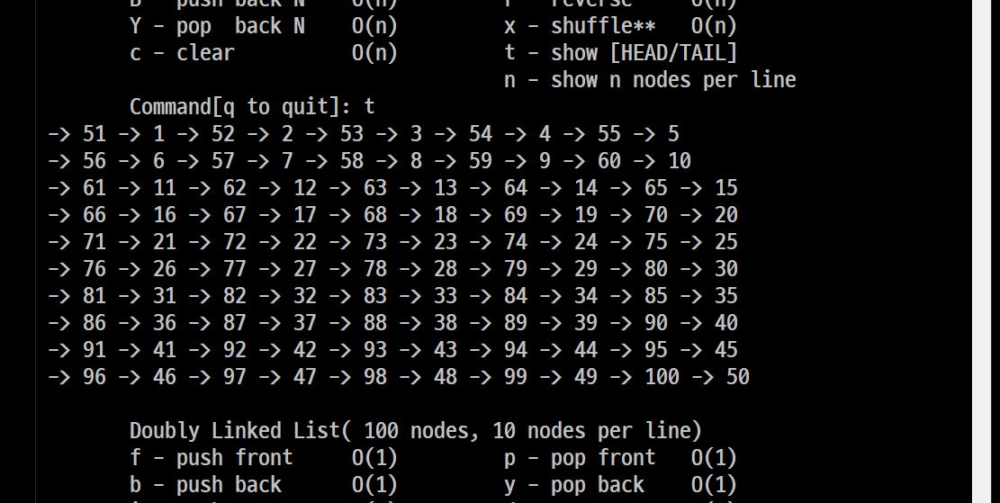 B - push back N    O(n)         r - reverse     O(n)
Y - pop  back N    O(n)         x - shuffle**   O(n)
c - clear          O(n)         t - show [HEAD/TAIL]
n - show n nodes per line
Command[q to quit]: t
-> 51 -> 1 -> 52 -> 2 -> 53 -> 3 -> 54 -> 4 -> 55 -> 5
-> 56 -> 6 -> 57 -> 7 -> 58 -> 8 -> 59 -> 9 -> 60 -> 10
-> 61 -> 11 -> 62 -> 12 -> 63 -> 13 -> 64 -> 14 -> 65 -> 15
-> 66 -> 16 -> 67 -> 17 -> 68 -> 18 -> 69 -> 19 -> 70 -> 20
-> 71 -> 21 -> 72 -> 22 -> 73 -> 23 -> 74 -> 24 -> 75 -> 25
-> 76 -> 26 -> 77 -> 27 -> 78 -> 28 -> 79 -> 29 -> 80 -> 30
-> 81 -> 31 -> 82 -> 32 -> 83 -> 33 -> 84 -> 34 -> 85 -> 35
-> 86 -> 36 -> 87 -> 37 -> 88 -> 38 -> 89 -> 39 -> 90 -> 40
-> 91 -> 41 -> 92 -> 42 -> 93 -> 43 -> 94 -> 44 -> 95 -> 45
-> 96 -> 46 -> 97 -> 47 -> 98 -> 48 -> 99 -> 49 -> 100 -> 50
Doubly Linked List( 100 nodes, 10 nodes per line)
f - push front     O(1)         p - pop front   O(1)
b - push back      O(1)         y - pop back    O(1)